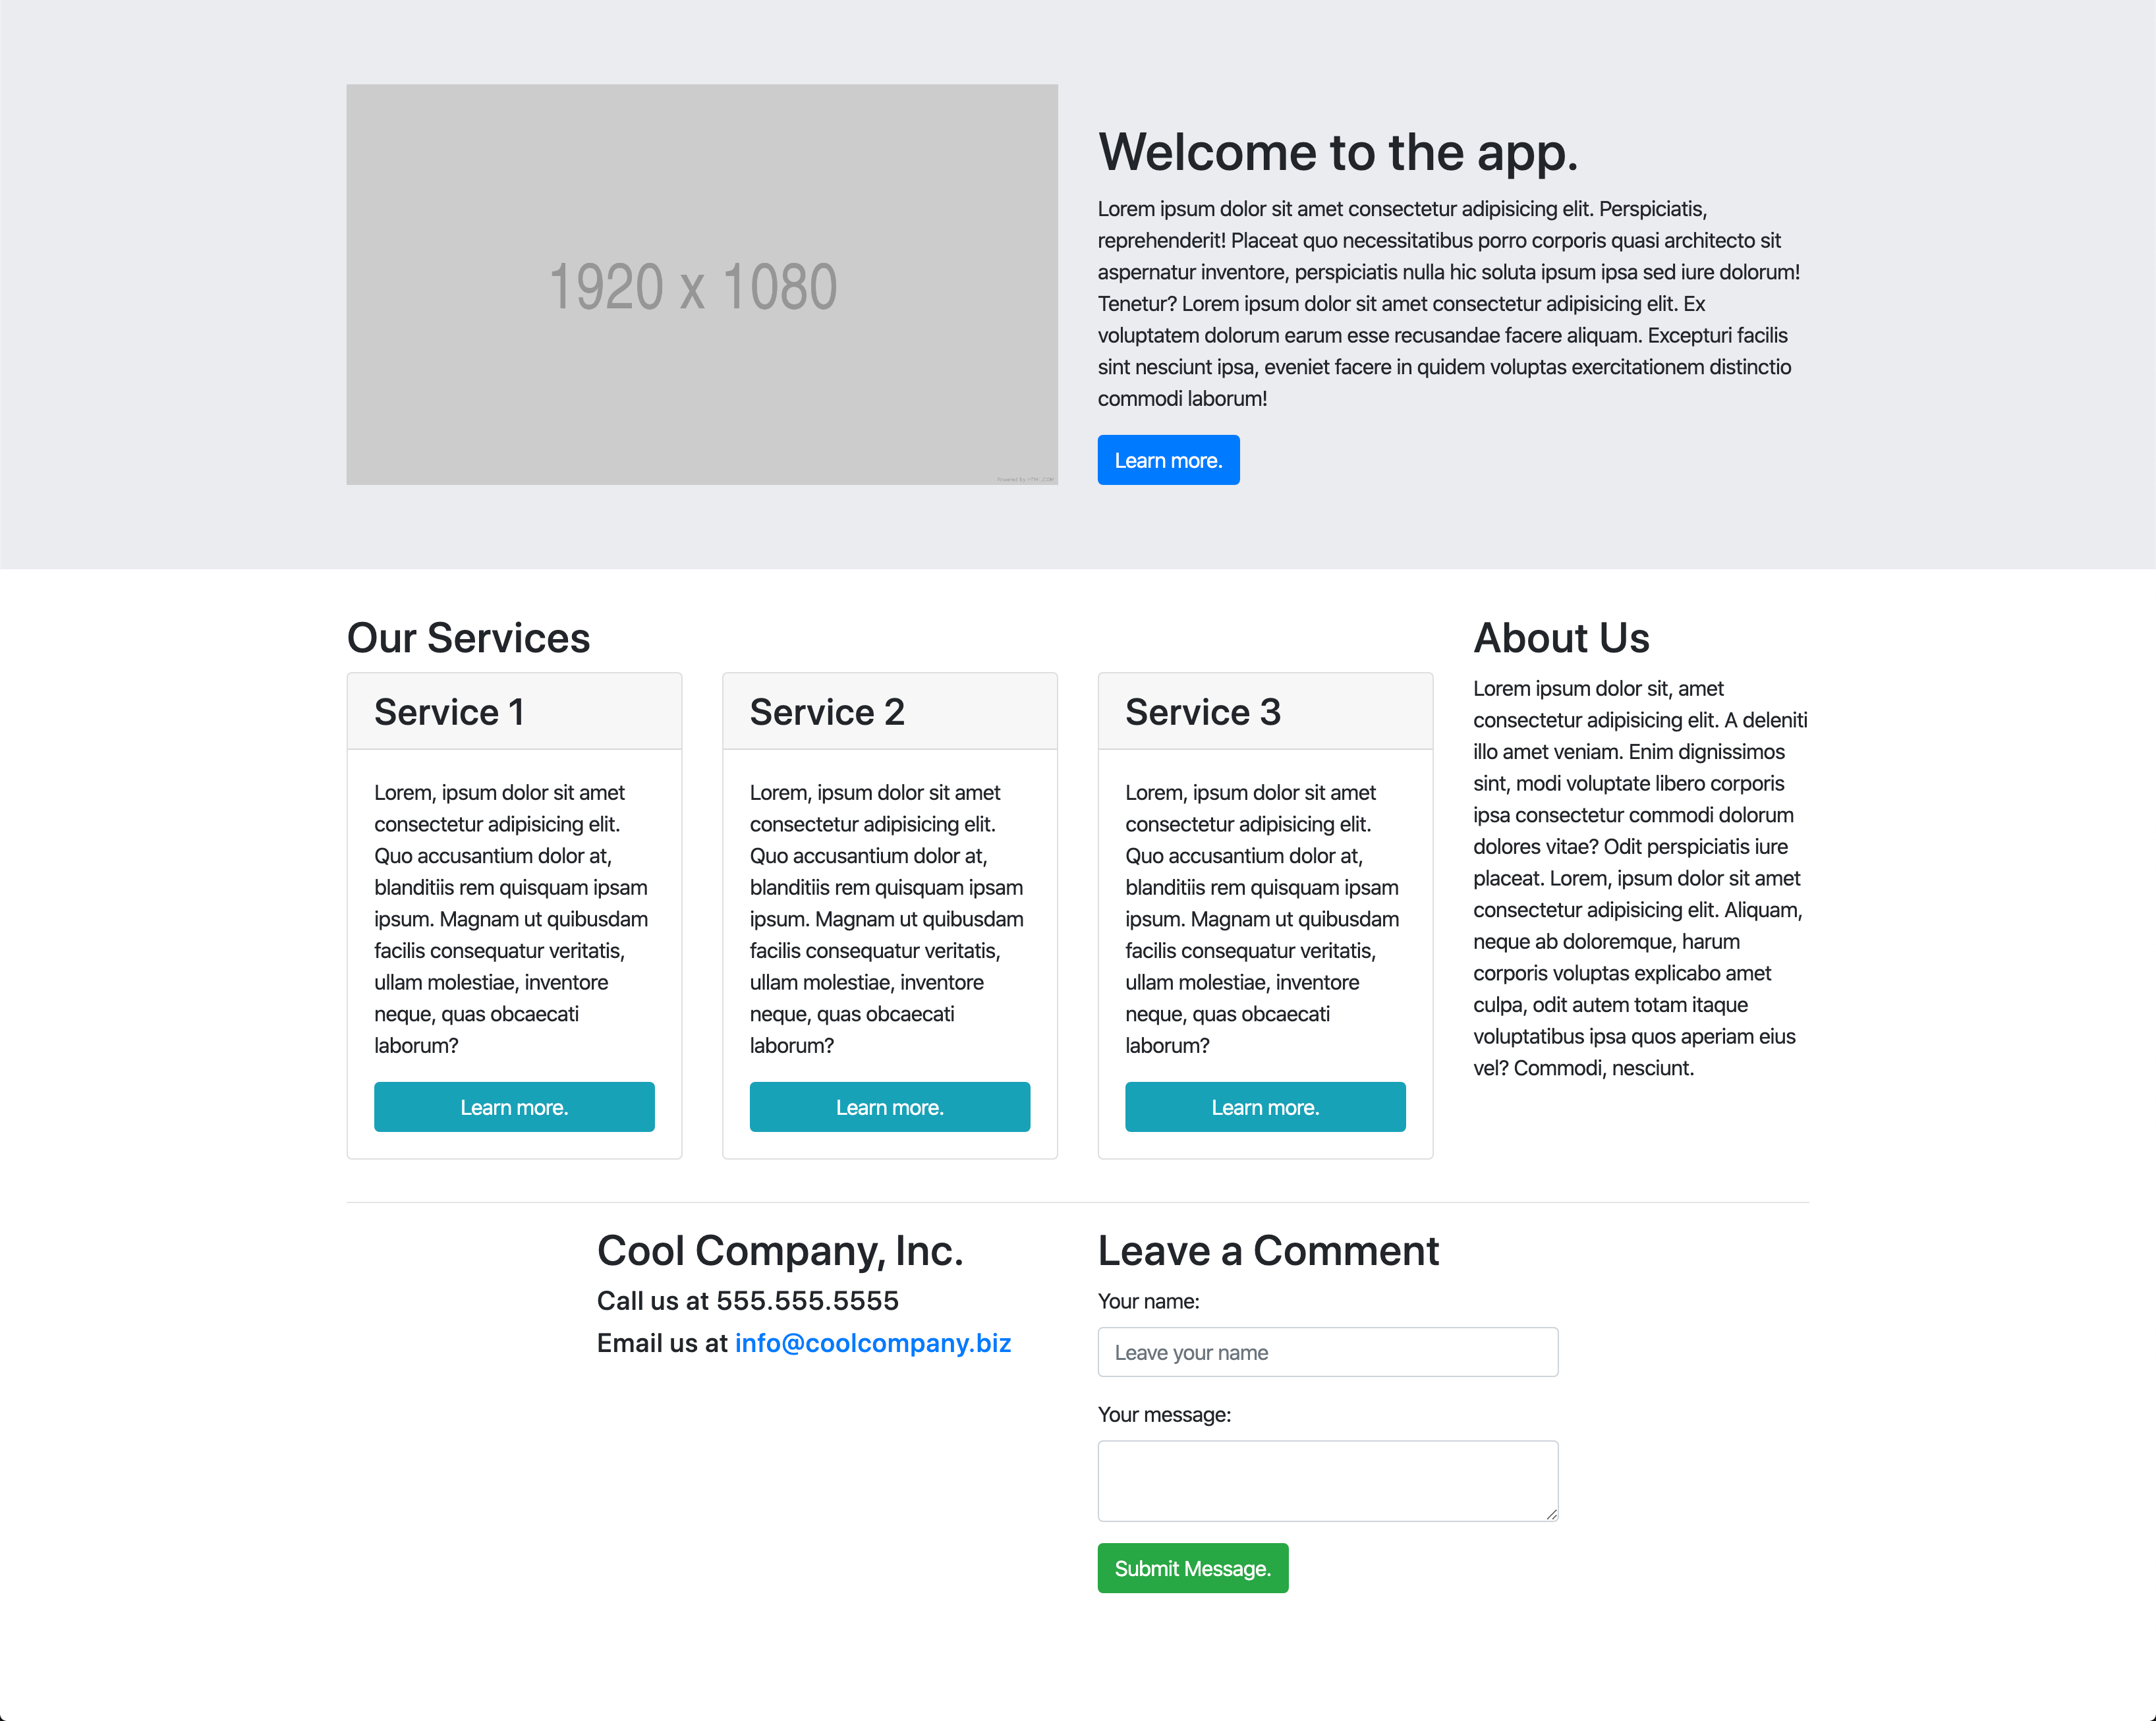 1920 x 1080
Powered by HTML.COM
Welcome to the app.
Lorem ipsum dolor sit amet consectetur adipisicing elit. Perspiciatis,
reprehenderit! Placeat quo necessitatibus porro corporis quasi architecto sit
aspernatur inventore, perspiciatis nulla hic soluta ipsum ipsa sed iure dolorum!
Tenetur? Lorem ipsum dolor sit amet consectetur adipisicing elit. Ex
voluptatem dolorum earum esse recusandae facere aliquam. Excepturi facilis
sint nesciunt ipsa, eveniet facere in quidem voluptas exercitationem distinctio
commodi laborum!
Learn more.
Our Services
Service 1
Lorem, ipsum dolor sit amet
consectetur adipisicing elit.
Quo accusantium dolor at,
blanditiis rem quisquam ipsam
ipsum. Magnam ut quibusdam
facilis consequatur veritatis,
ullam molestiae, inventore
neque, quas obcaecati
laborum?
Learn more.
Service 2
Lorem, ipsum dolor sit amet
consectetur adipisicing elit.
Quo accusantium dolor at,
blanditiis rem quisquam ipsam
ipsum. Magnam ut quibusdam
facilis consequatur veritatis,
ullam molestiae, inventore
neque, quas obcaecati
laborum?
Learn more.
Service 3
Lorem, ipsum dolor sit amet
consectetur adipisicing elit.
Quo accusantium dolor at,
blanditiis rem quisquam ipsam
ipsum. Magnam ut quibusdam
facilis consequatur veritatis,
ullam molestiae, inventore
neque, quas obcaecati
laborum?
Learn more.
About Us
Lorem ipsum dolor sit, amet
consectetur adipisicing elit. A deleniti
illo amet veniam. Enim dignissimos
sint, modi voluptate libero corporis
ipsa consectetur commodi dolorum
dolores vitae? Odit perspiciatis iure
placeat. Lorem, ipsum dolor sit amet
consectetur adipisicing elit. Aliquam,
neque ab doloremque, harum
corporis voluptas explicabo amet
culpa, odit autem totam itaque
voluptatibus ipsa quos aperiam eius
vel? Commodi, nesciunt.
Cool Company, Inc.
Call us at 555.555.5555
Email us at info@coolcompany.biz
Leave a Comment
Your name:
Leave your name
Your message:
Submit Message.